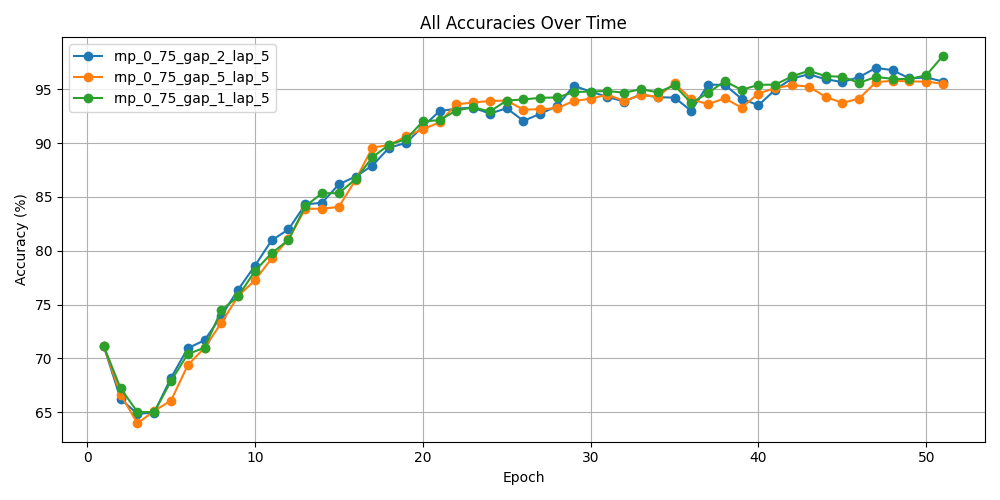 All Accuracies Over Time
rnp_0_75_gap_2_lap_5
rnp_0_75_gap_5_lap_5
rnp_0_75_gap_1_lap_5
Accuracy (%)
95
90
85
80
75
70
65
0 10 20 30 40 50
Epoch